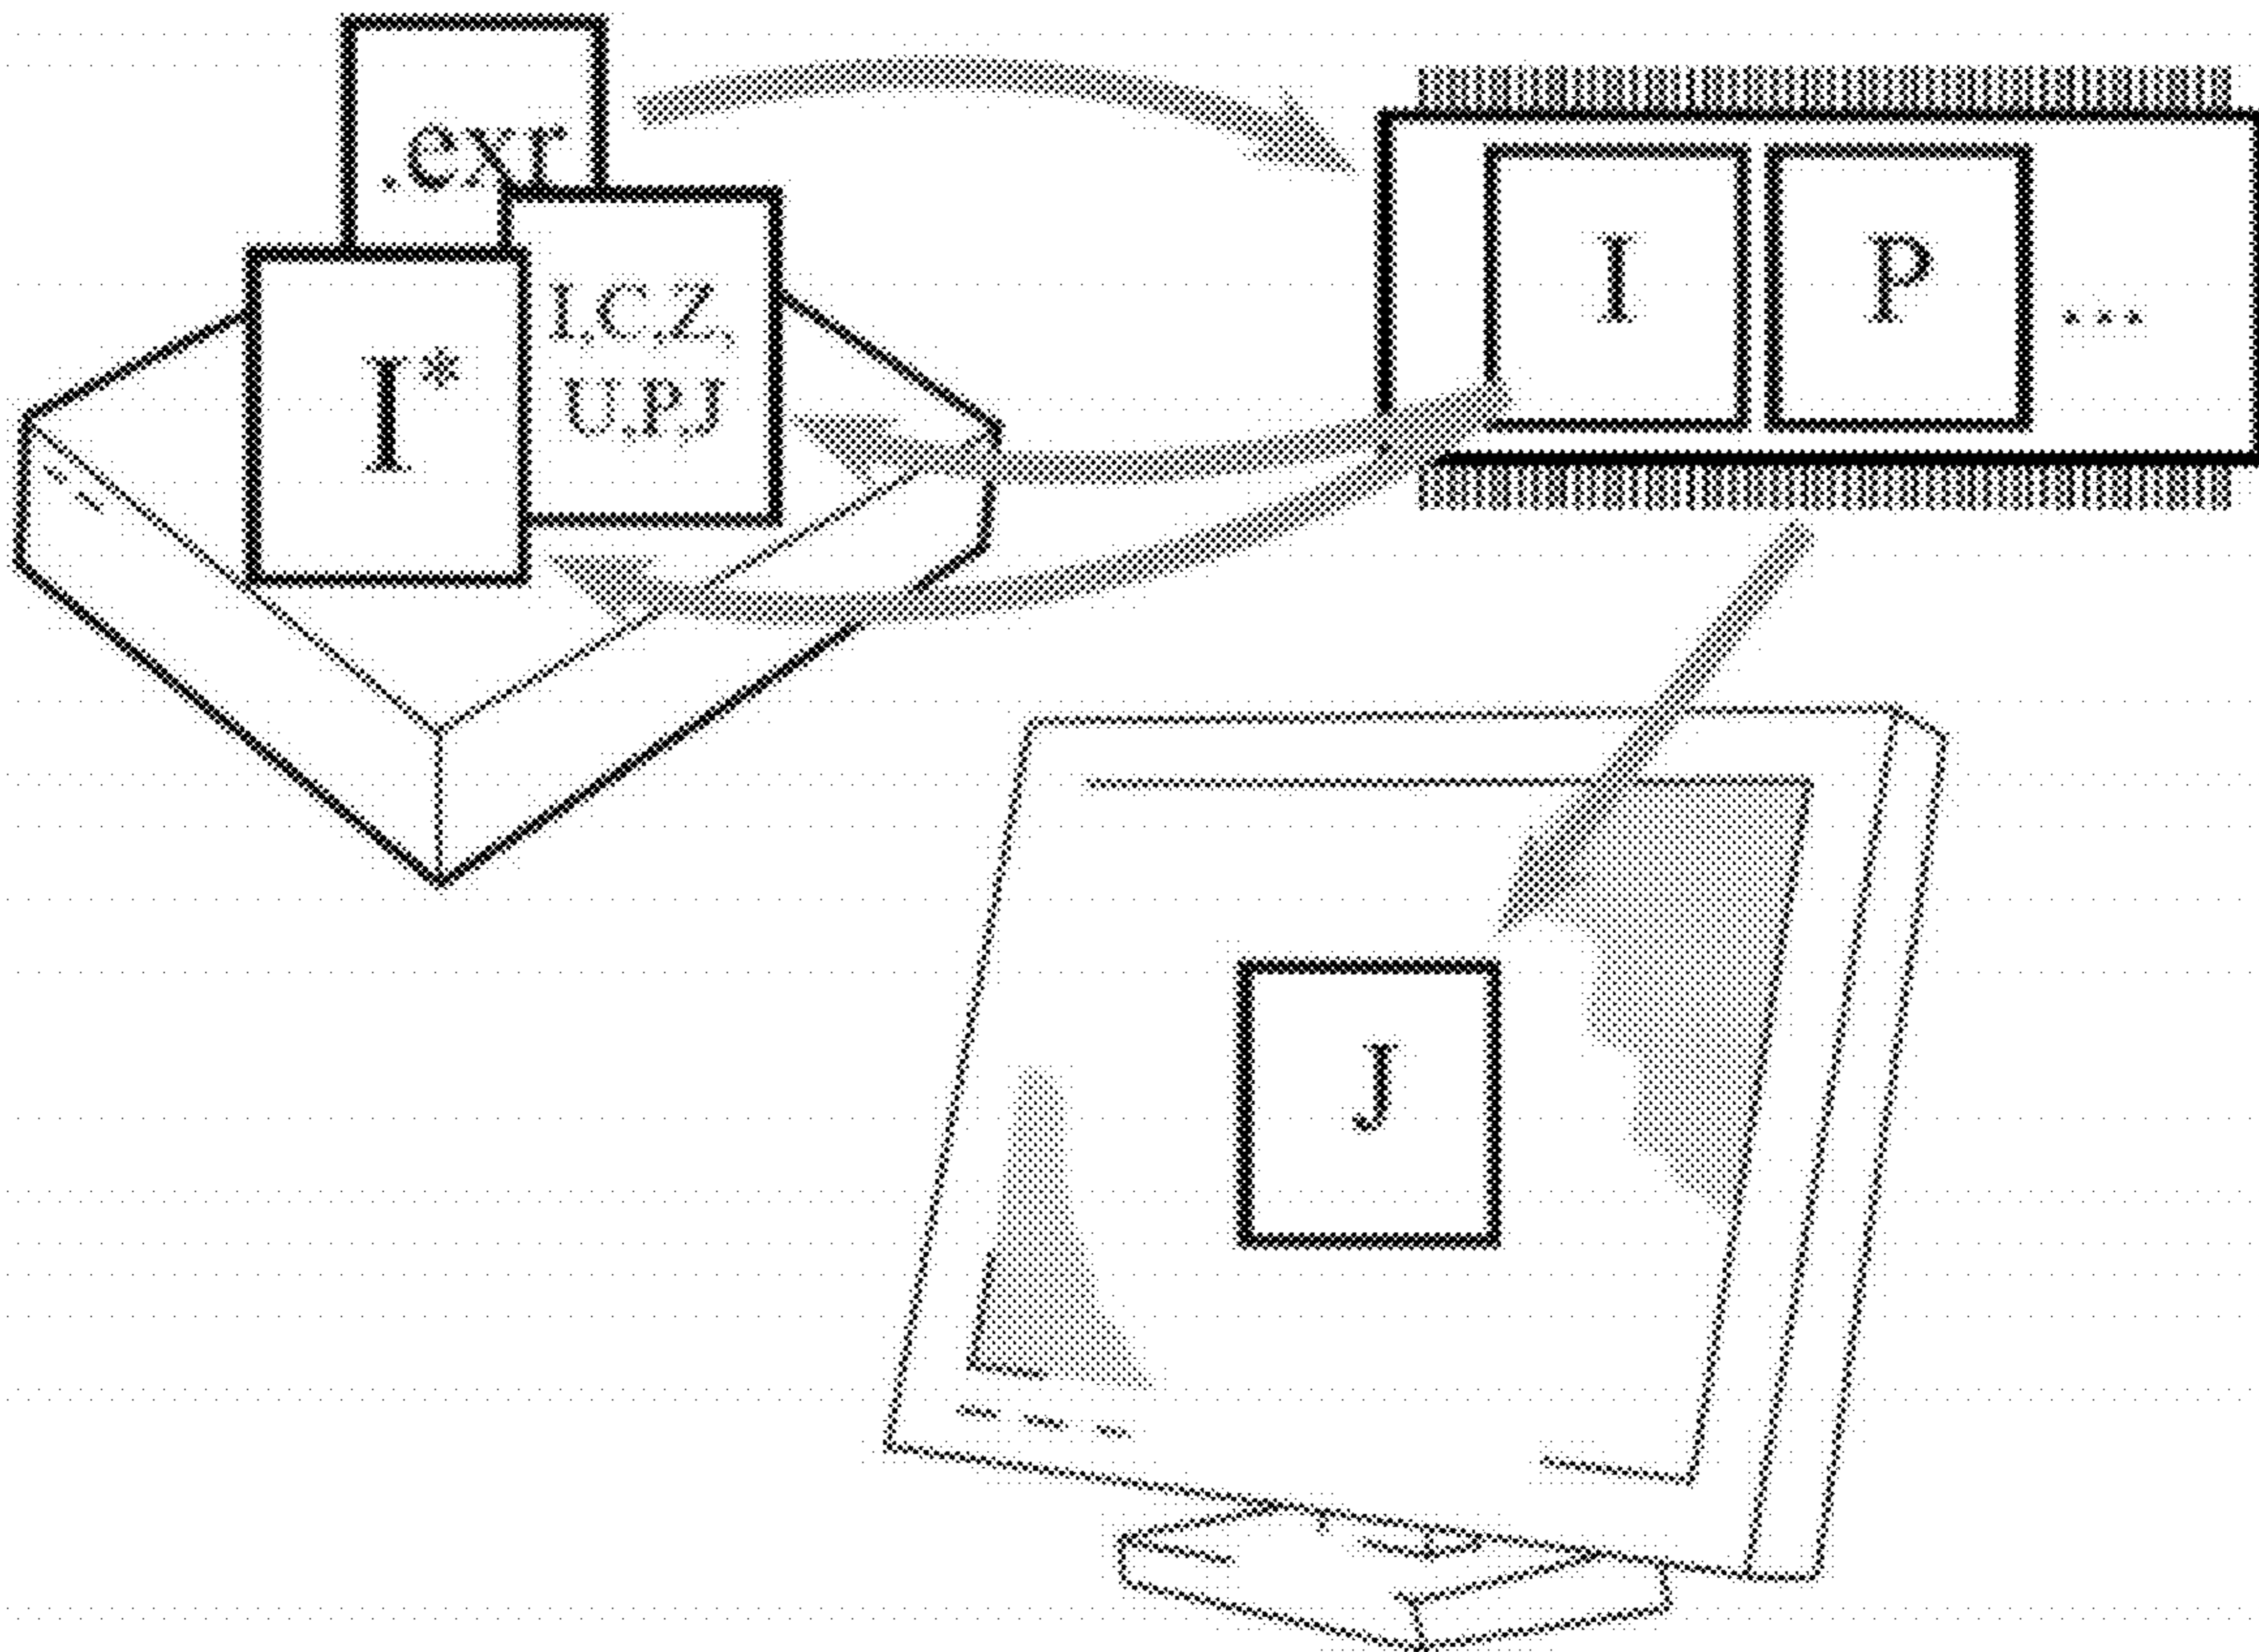 .exr
I,C,Z,
U,P,J
I*
I
P
...
J